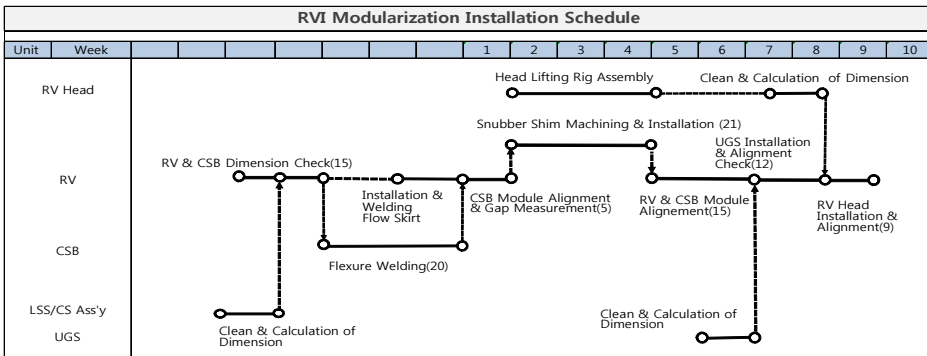 RVI Modularization Installation Schedule
Unit Week 1 2 3 4 5 6 7 8 9 10
RV Head
Head Lifting Rig Assembly
Clean & Calculation of Dimension
Snubber Shim Machining & Installation (21)
UGS Installation
& Alignment
Check(12)
RV & CSB Dimension Check(15)
RV
Installation &
Welding
Flow Skirt
CSB Module Alignment
& Gap Measurement(5)
RV & CSB Module
Alignement(15)
RV Head
Installation &
Alignment(9)
CSB
Flexure Welding(20)
LSS/CS Ass'y
Clean & Calculation of
Dimension
Clean & Calculation of
Dimension
UGS